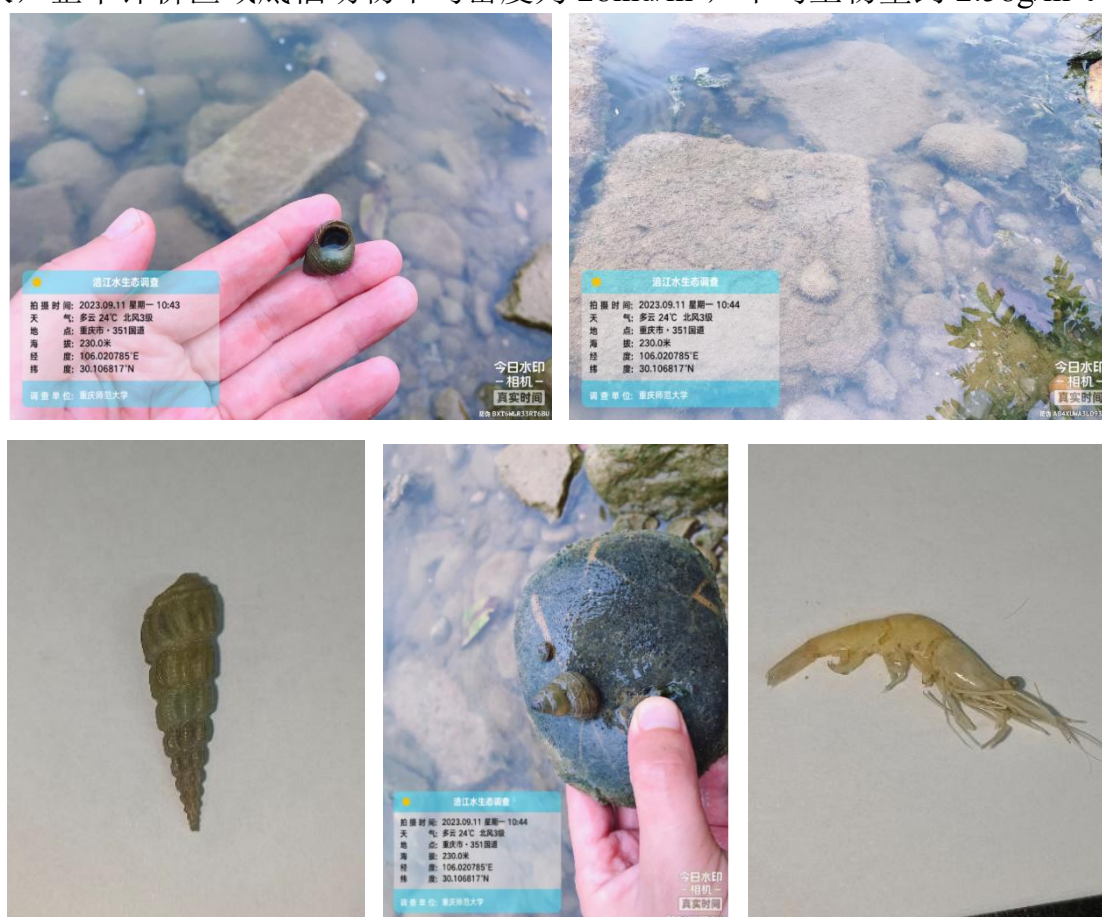 涪江水生态调查
拍摄时间: 2023.09.11 星期一 10:43
天 气: 多云 24℃ 北风3级
地 点: 重庆市·351国道
海 拔: 230.0米
经 度: 106.020785°E
纬 度: 30.106817°N
调查单位: 重庆师范大学
今日水印
-相机-
真实时间
防伪 BXT6WLR33RT6BU
涪江水生态调查
拍摄时间: 2023.09.11 星期一 10:44
天 气: 多云 24℃ 北风3级
地 点: 重庆市·351国道
海 拔: 230.0米
经 度: 106.020785°E
纬 度: 30.106817°N
调查单位: 重庆师范大学
今日水印
相机-
真实时间
涪江水生态调查
拍摄时间: 2023.09.11 星期一 10:44
天 气: 多云 24℃ 北风3级
地 点: 重庆市·351国道
海 拔: 230.0米
经 度: 106.020785°E
纬 度: 30.106817°N
调查单位: 重庆师范大学
今日水印
-相机-
真实时间